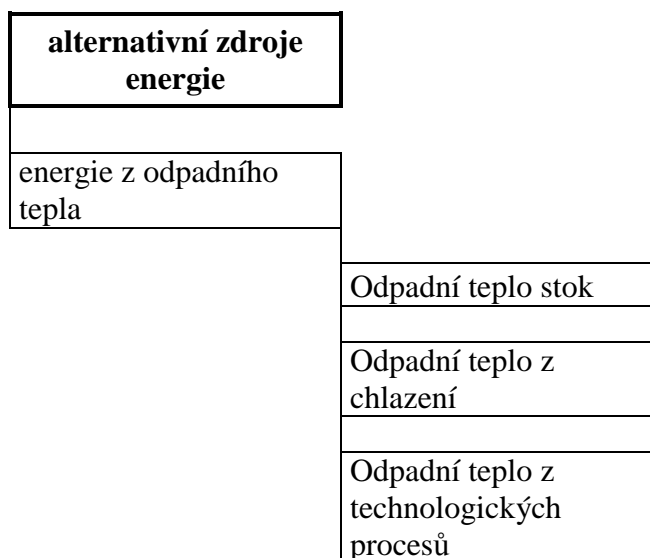 alternativní zdroje
energie
energie z odpadního
tepla
Odpadní teplo stok
Odpadní teplo z
chlazení
Odpadní teplo z
technologických
procesů